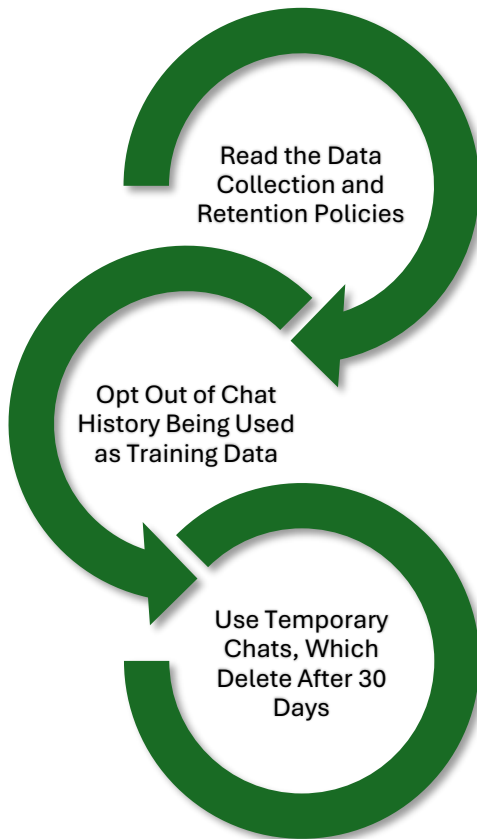 Read the Data
Collection and
Retention Policies
Opt Out of Chat
History Being Used
as Training Data
Use Temporary
Chats, Which
Delete After 30
Days